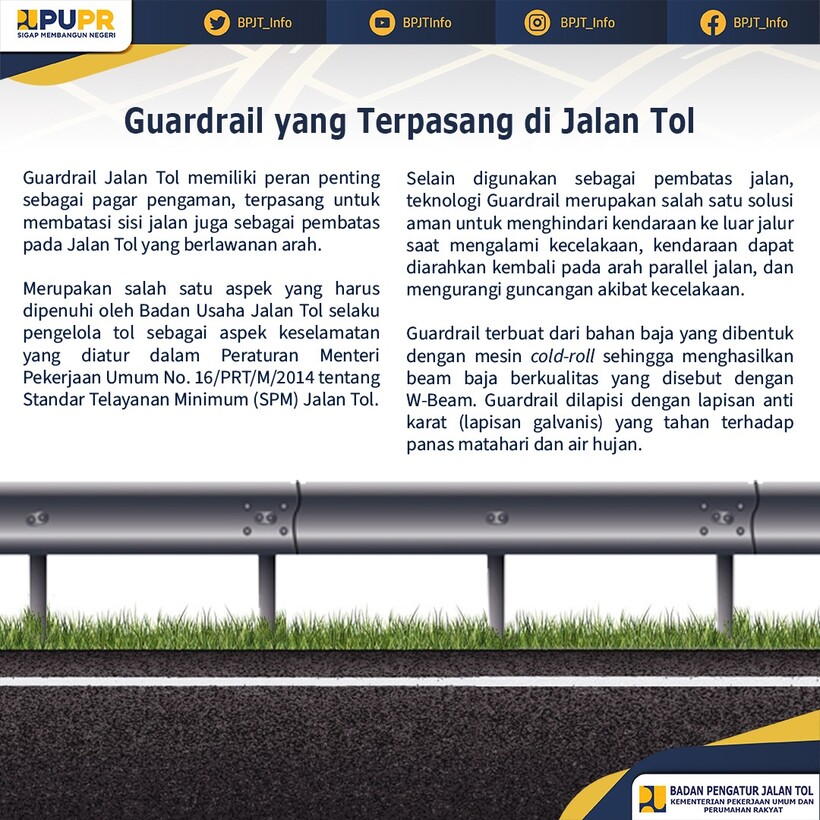 PUPR
SIGAP MEMBANGUN NEGERI
BPJT_Info
BPJTInfo
BPJT_Info
BPJT_Info
Guardrail yang Terpasang di Jalan Tol
Guardrail Jalan Tol memiliki peran penting
sebagai pagar pengaman, terpasang untuk
membatasi sisi jalan juga sebagai pembatas
pada Jalan Tol yang berlawanan arah.
Merupakan salah satu aspek yang harus
dipenuhi oleh Badan Usaha Jalan Tol selaku
pengelola tol sebagai aspek keselamatan
yang diatur dalam Peraturan Menteri
Pekerjaan Umum No. 16/PRT/M/2014 tentang
Standar Telayanan Minimum (SPM) Jalan Tol.
Selain digunakan sebagai pembatas jalan,
teknologi Guardrail merupakan salah satu solusi
aman untuk menghindari kendaraan ke luar jalur
saat mengalami kecelakaan, kendaraan dapat
diarahkan kembali pada arah parallel jalan, dan
mengurangi guncangan akibat kecelakaan.
Guardrail terbuat dari bahan baja yang dibentuk
dengan mesin cold-roll sehingga menghasilkan
beam baja berkualitas yang disebut dengan
W-Beam. Guardrail dilapisi dengan lapisan anti
karat (lapisan galvanis) yang tahan terhadap
panas matahari dan air hujan.
BADAN PENGATUR JALAN TOL
KEMENTERIAN PEKERJAAN UMUM DAN
PERUMAHAN RAKYAT